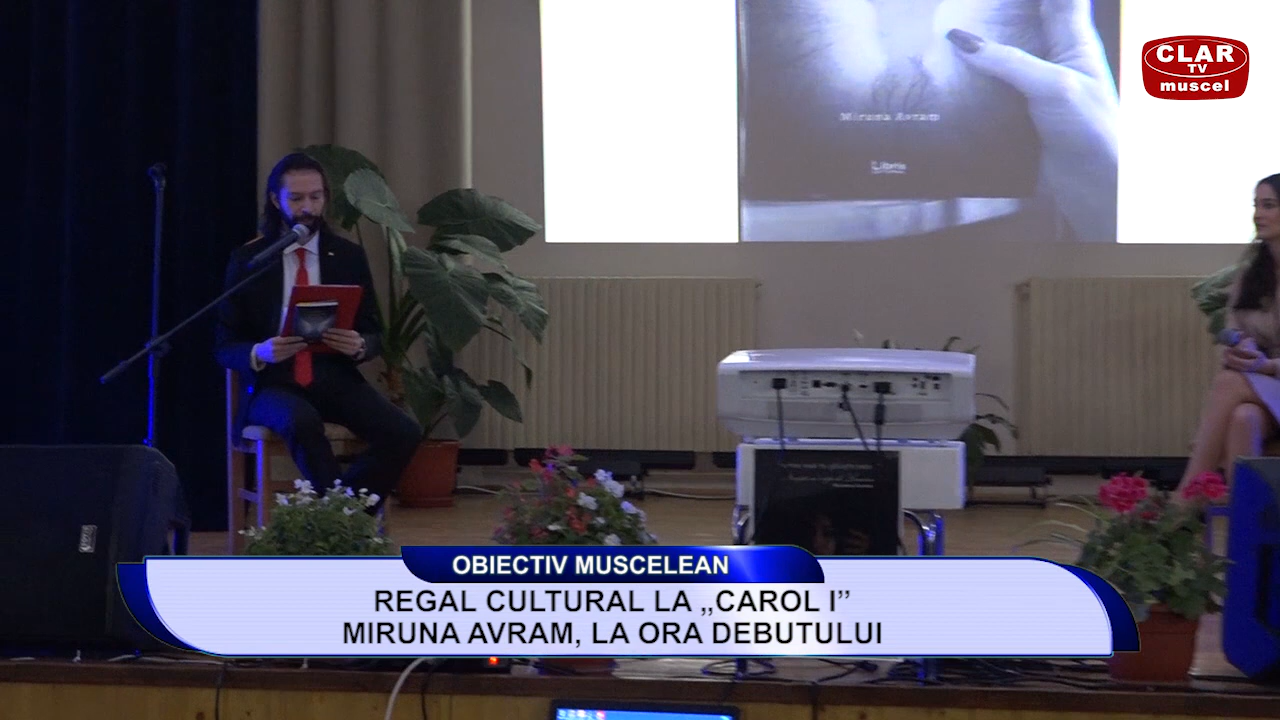 CLAR
TV
muscel
Miruna Avram
Libris
OBIECTIV MUSCELEAN
REGAL CULTURAL LA „CAROL I”
MIRUNA AVRAM, LA ORA DEBUTULUI